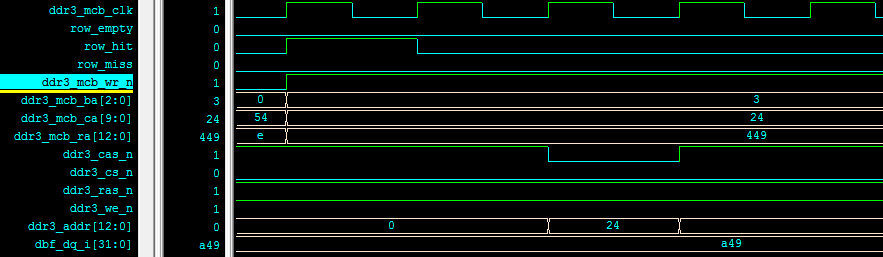 ddr3_mcb_clk 1
row_empty 0
row_hit 0
row_miss 0
ddr3_mcb_wr_n 1
ddr3_mcb_ba[2:0] 3 0 3
ddr3_mcb_ca[9:0] 24 54 24
ddr3_mcb_ra[12:0] 449 e 449
ddr3_cas_n 1
ddr3_cs_n 0
ddr3_ras_n 1
ddr3_we_n 1
ddr3_addr[12:0] 0 0 24
dbf_dq_i[31:0] a49 a49